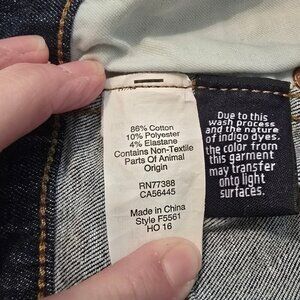 86% Cotton
10% Polyester
4% Elastane
Contains Non-Textile
Parts Of Animal
Origin
RN77388
CA56445
Made in China
Style F5561
HO 16
Due to this
wash process
and the nature
of indigo dyes,
the color from
this garment
may transfer
onto light
surfaces.